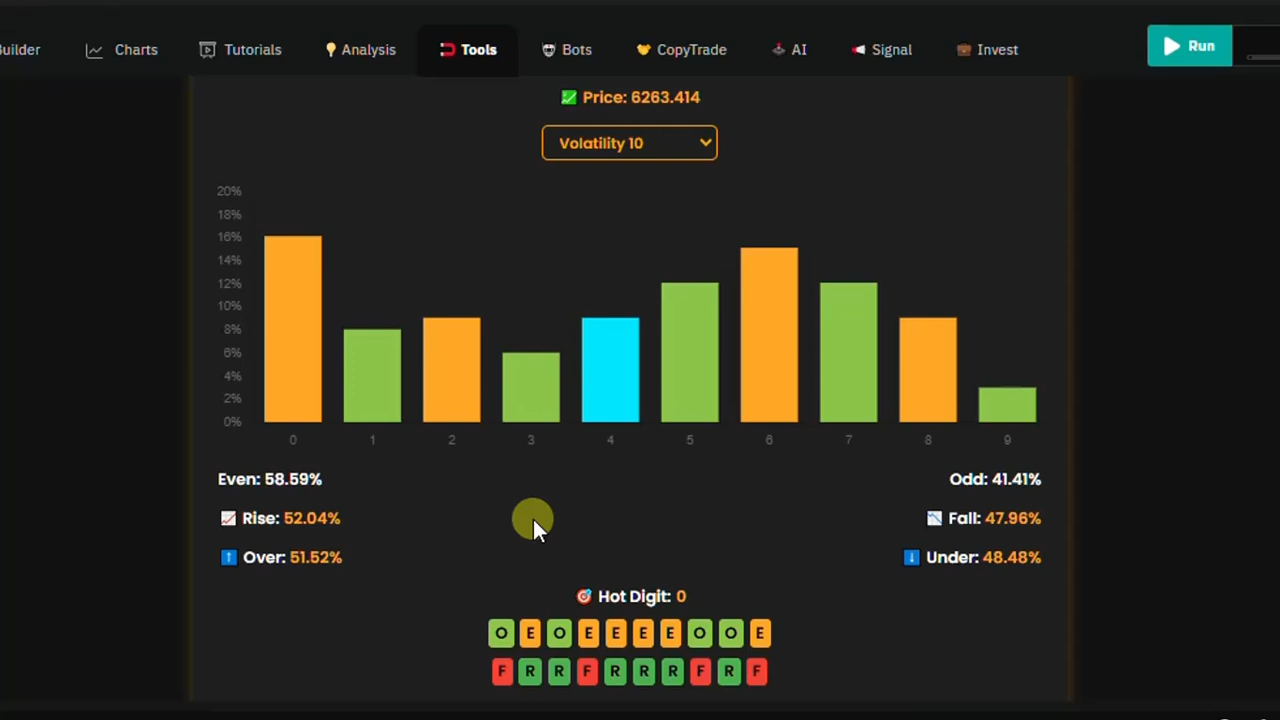 Builder Charts Tutorials Analysis Tools Bots CopyTrade AI Signal Invest Run
Price: 6263.414
Volatility 10
20%
18%
16%
14%
12%
10%
8%
6%
4%
2%
0%
0 1 2 3 4 5 6 7 8 9
Even: 58.59% Odd: 41.41%
Rise: 52.04% Fall: 47.96%
Over: 51.52% Under: 48.48%
Hot Digit: 0
O E O E E E E O O E
F R R F R R R F R F